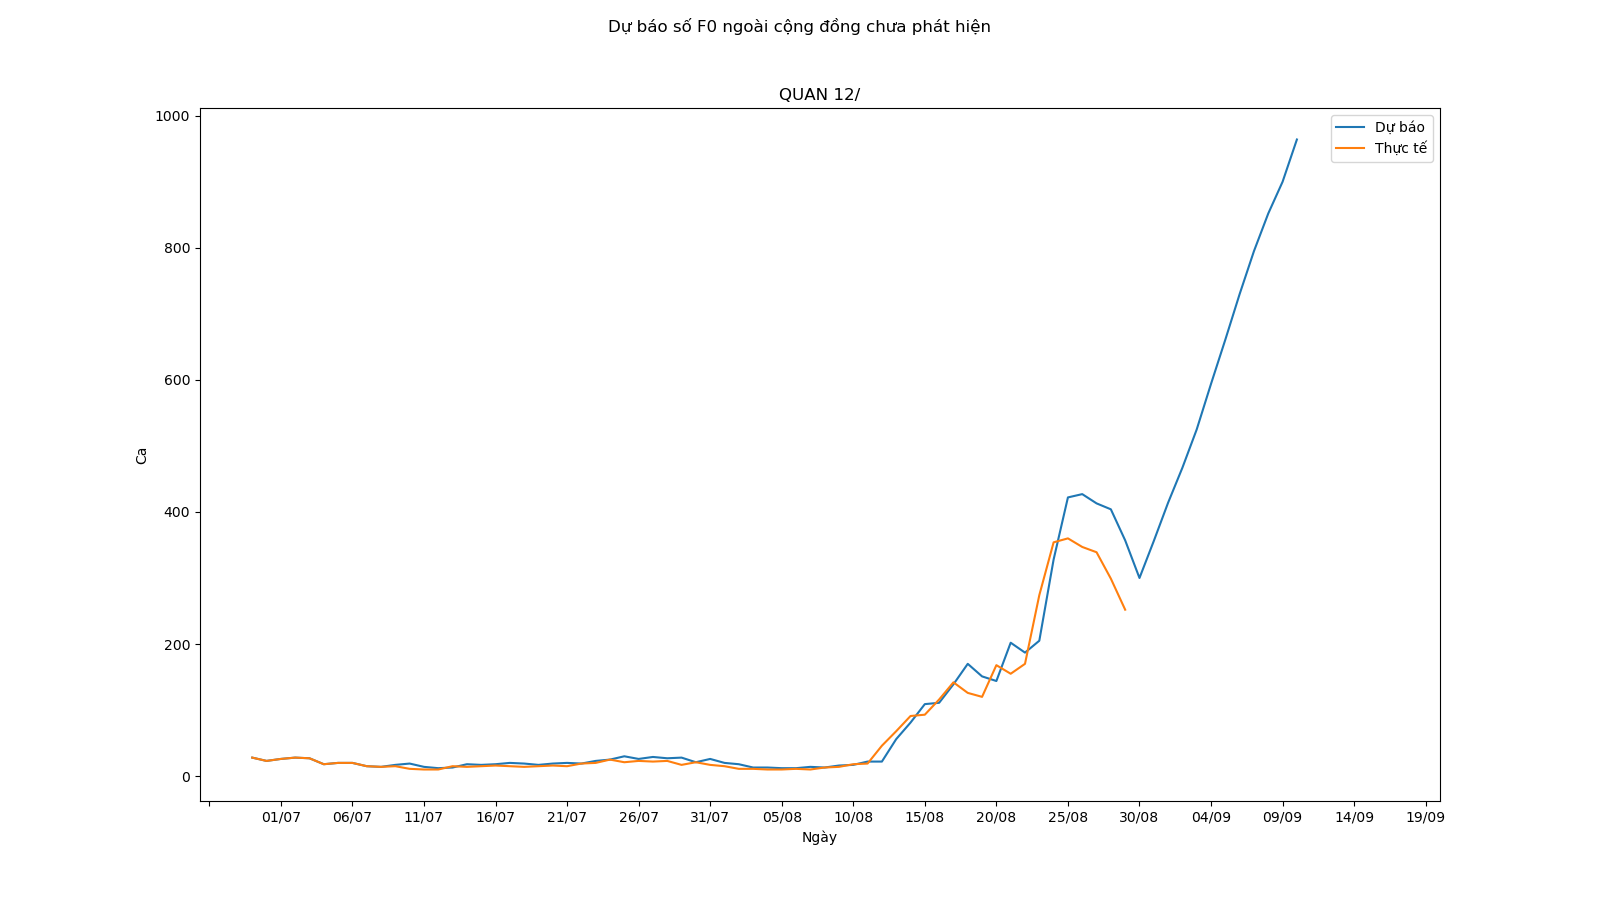 Dự báo số F0 ngoài cộng đồng chưa phát hiện
QUAN 12/
1000
800
600
400
200
0
Ca
Dự báo
Thực tế
01/07 06/07 11/07 16/07 21/07 26/07 31/07 05/08 10/08 15/08 20/08 25/08 30/08 04/09 09/09 14/09 19/09
Ngày